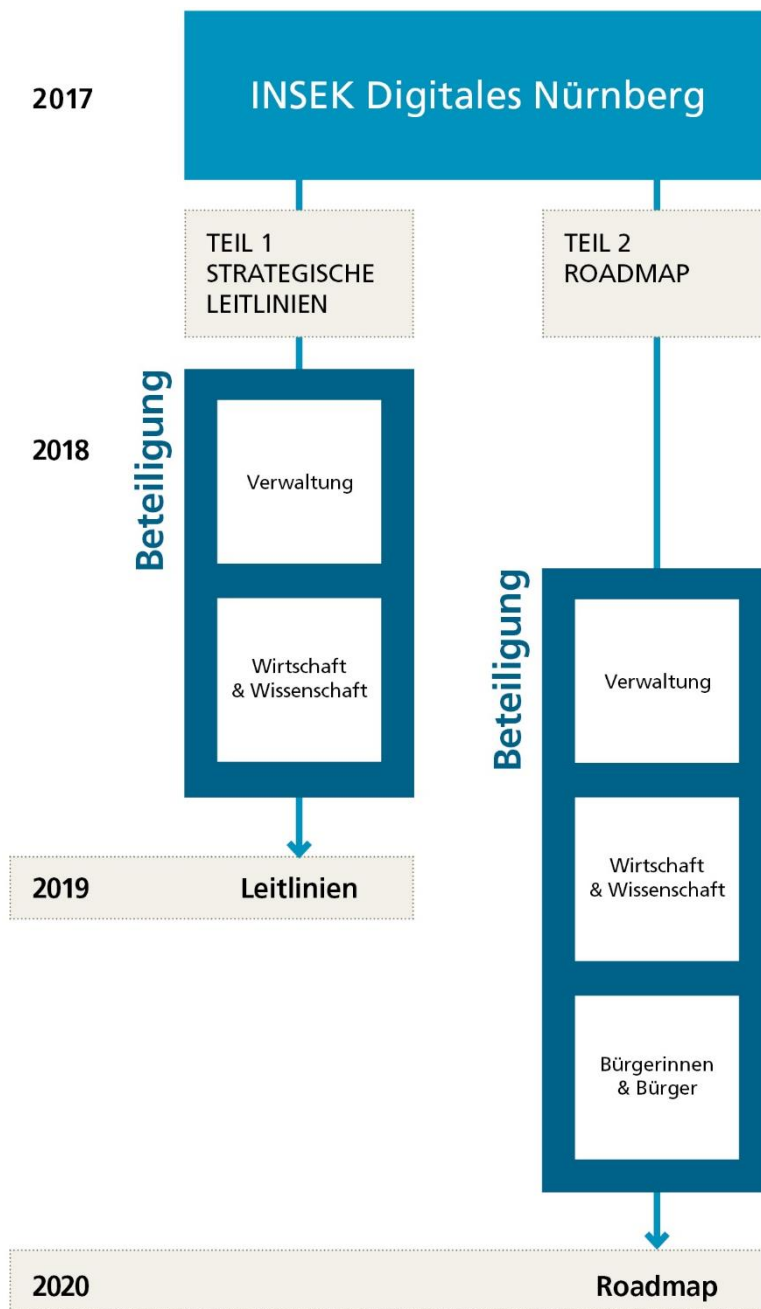 2017
INSEK Digitales Nürnberg
TEIL 1
STRATEGISCHE
LEITLINIEN
TEIL 2
ROADMAP
2018
Beteiligung
Verwaltung
Wirtschaft
& Wissenschaft
Beteiligung
Verwaltung
Wirtschaft
& Wissenschaft
Bürgerinnen
& Bürger
2019
Leitlinien
2020
Roadmap